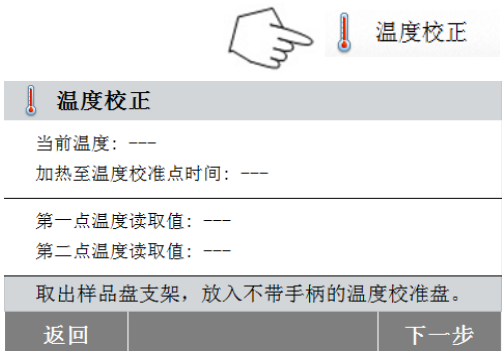 温度校正
温度校正
当前温度: ---
加热至温度校准点时间: ---
第一点温度读取值: ---
第二点温度读取值: ---
取出样品盘支架，放入不带手柄的温度校准盘。
返回 下一步